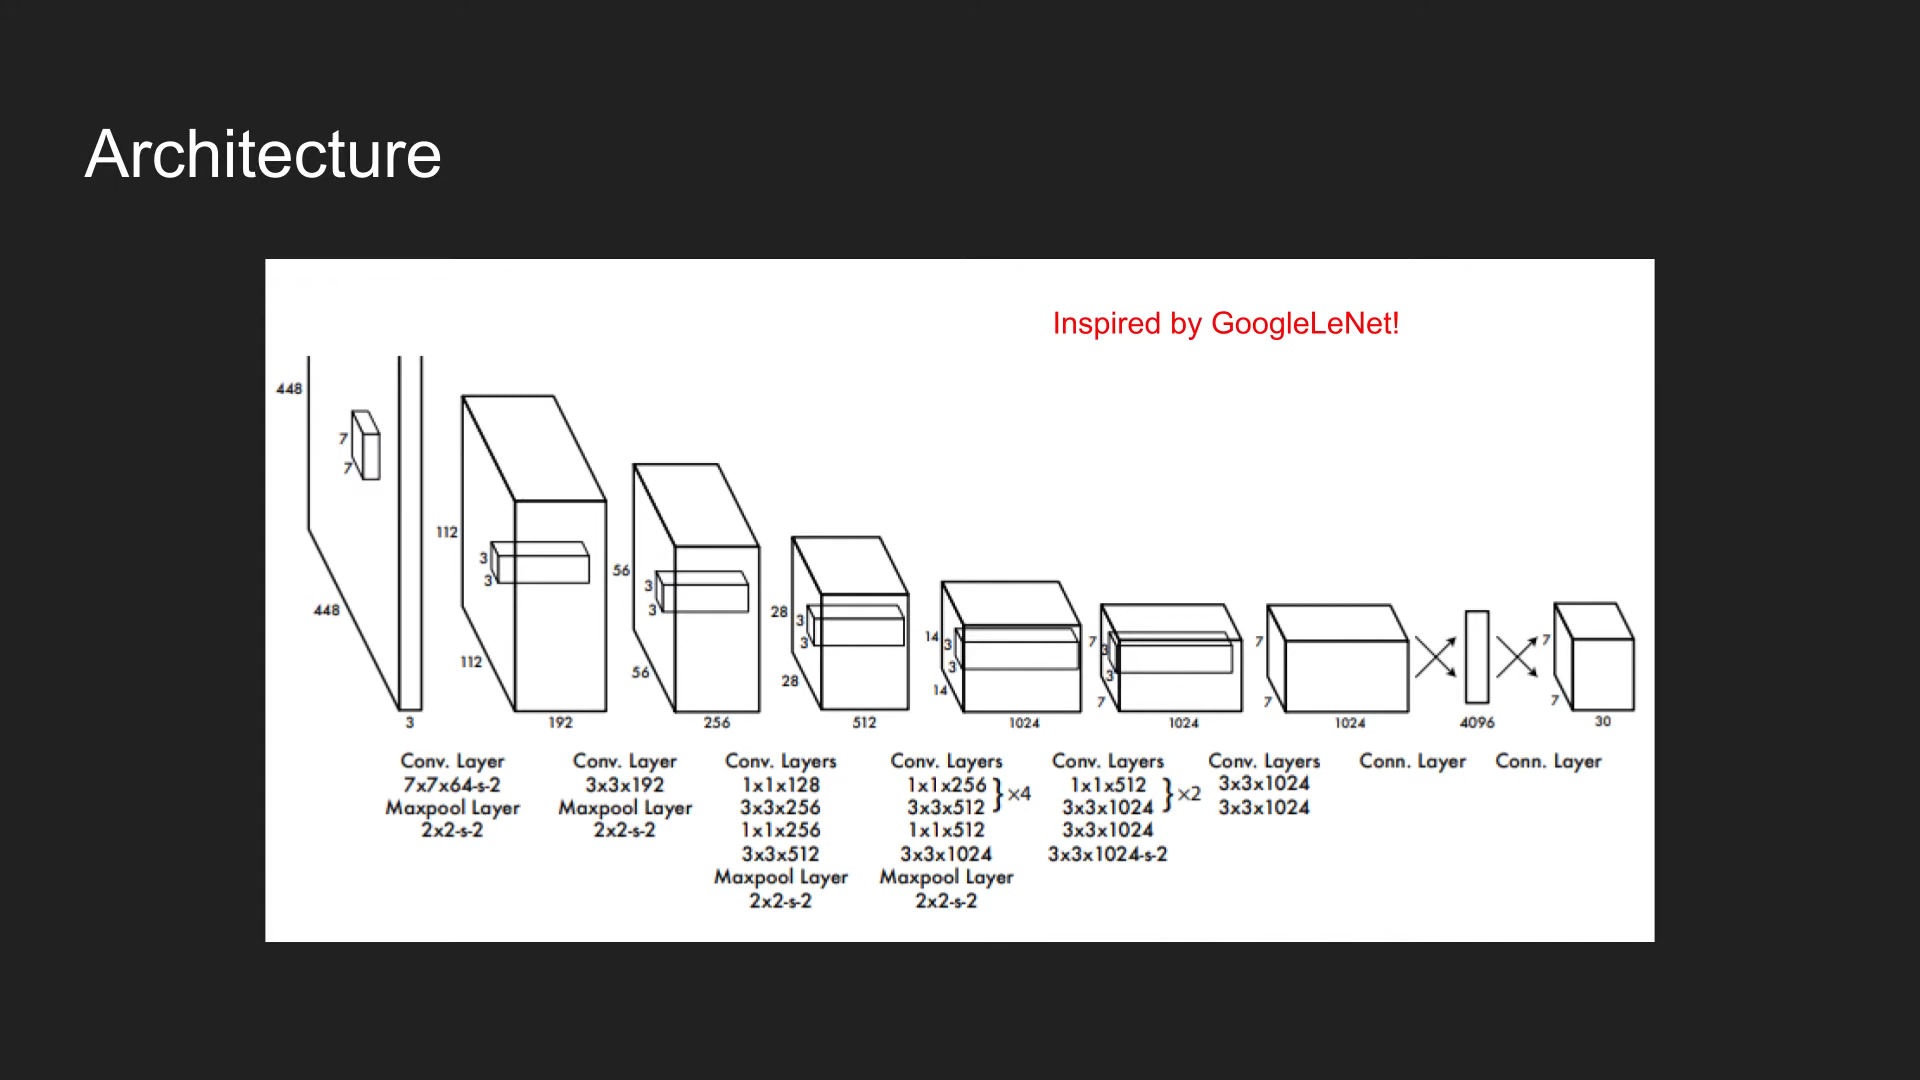 Architecture
Inspired by GoogleLeNet!
448
7
7
448
3
112
3
3
112
192
56
3
3
56
256
28
3
3
28
512
14
3
3
14
1024
7
3
3
7
1024
7
7
1024
4096
7
7
30
Conv. Layer
7x7x64-s-2
Maxpool Layer
2x2-s-2
Conv. Layer
3x3x192
Maxpool Layer
2x2-s-2
Conv. Layers
1x1x128
3x3x256
1x1x256
3x3x512
Maxpool Layer
2x2-s-2
Conv. Layers
1x1x256
3x3x512
}×4
1x1x512
3x3x1024
Maxpool Layer
2x2-s-2
Conv. Layers
1x1x512
3x3x1024
}×2
3x3x1024
3x3x1024-s-2
Conv. Layers
3x3x1024
3x3x1024
Conn. Layer
Conn. Layer